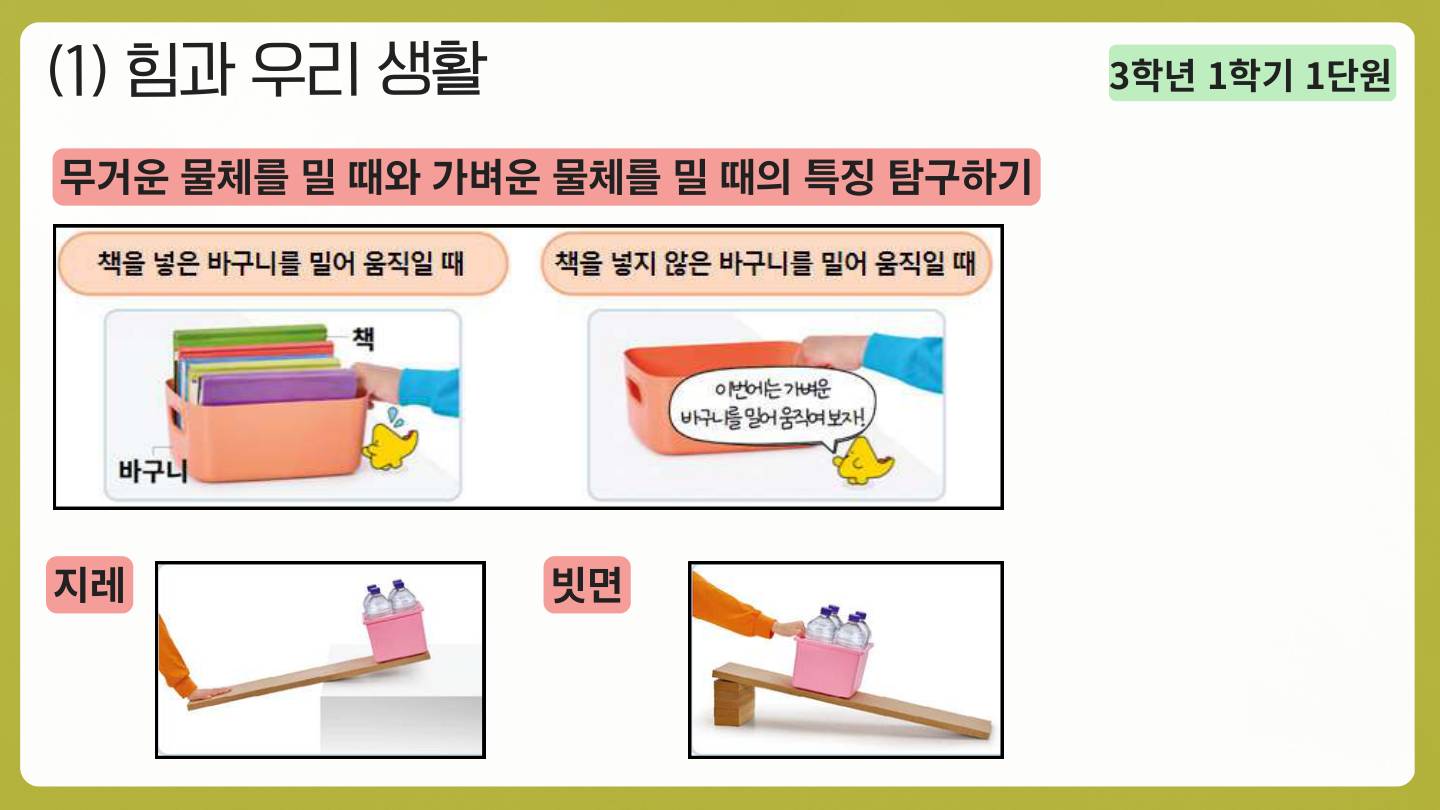 (1) 힘과 우리 생활
3학년 1학기 1단원
무거운 물체를 밀 때와 가벼운 물체를 밀 때의 특징 탐구하기
책을 넣은 바구니를 밀어 움직일 때
책을 넣지 않은 바구니를 밀어 움직일 때
책
바구니
이번에는 가벼운
바구니를 밀어 움직여 보자!
지레
빗면